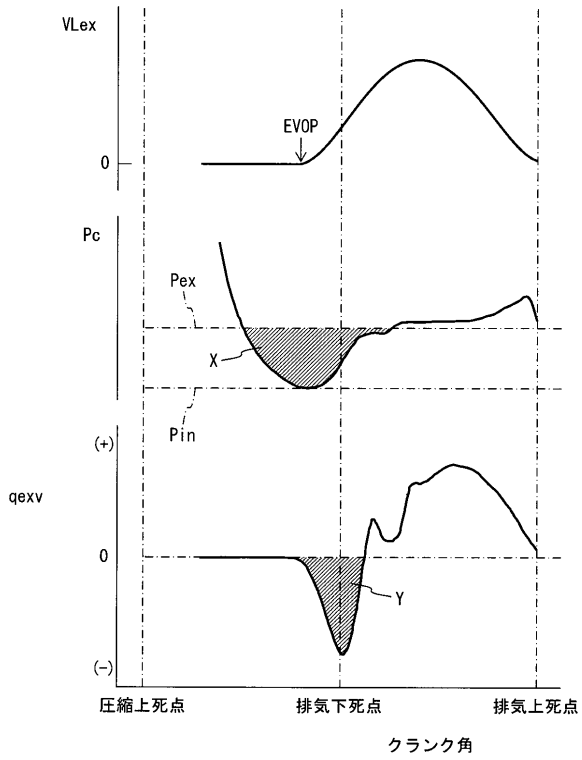 VLex
EVOP
0
Pc
Pex
X
Pin
(+)
qexv
0
Y
(-)
圧縮上死点
排気下死点
排気上死点
クランク角